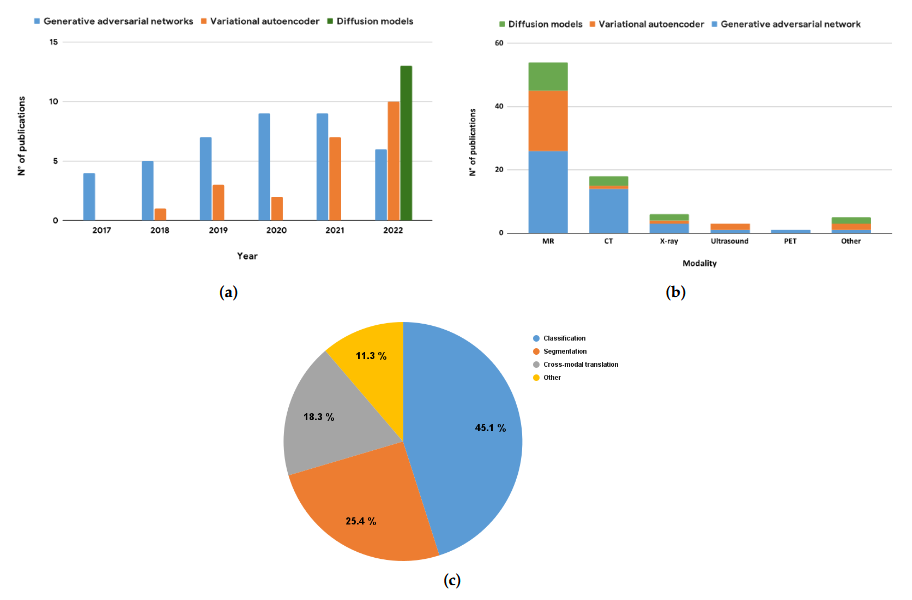 Generative adversarial networks Variational autoencoder Diffusion models
15
10
5
0
N° of publications
2017 2018 2019 2020 2021 2022
Year
(a)
Diffusion models Variational autoencoder Generative adversarial network
60
40
20
0
N° of publications
MR CT X-ray Ultrasound PET Other
Modality
(b)
11.3 %
18.3 %
45.1 %
25.4 %
Classification
Segmentation
Cross-modal translation
Other
(c)